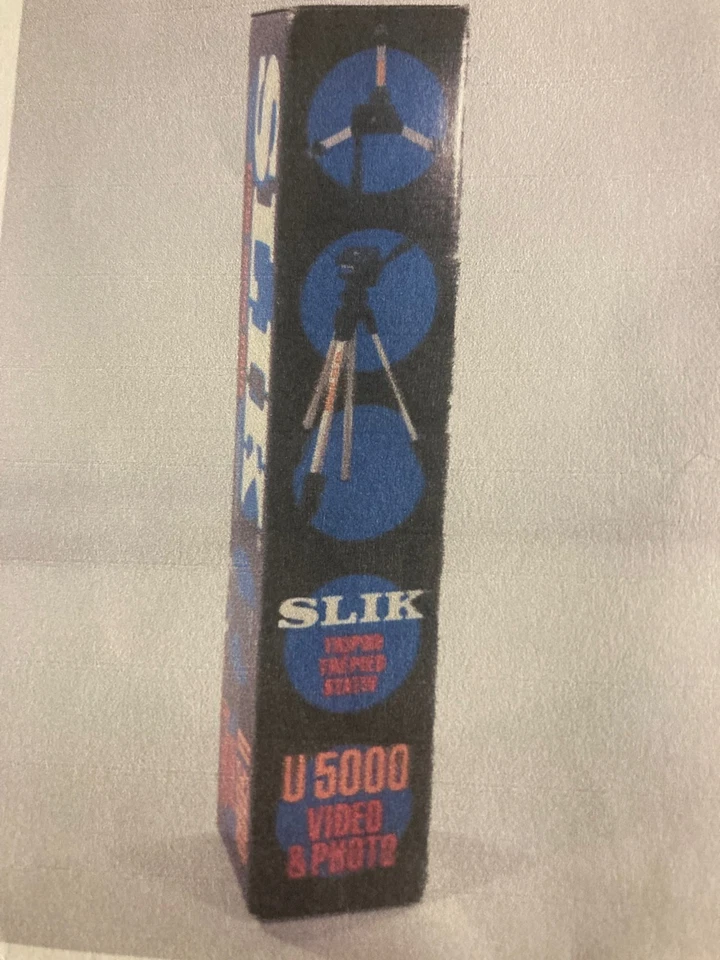 SLIK
SLIK
TRIPOD
TREPIED
STATIV
U 5000
VIDEO
& PHOTO